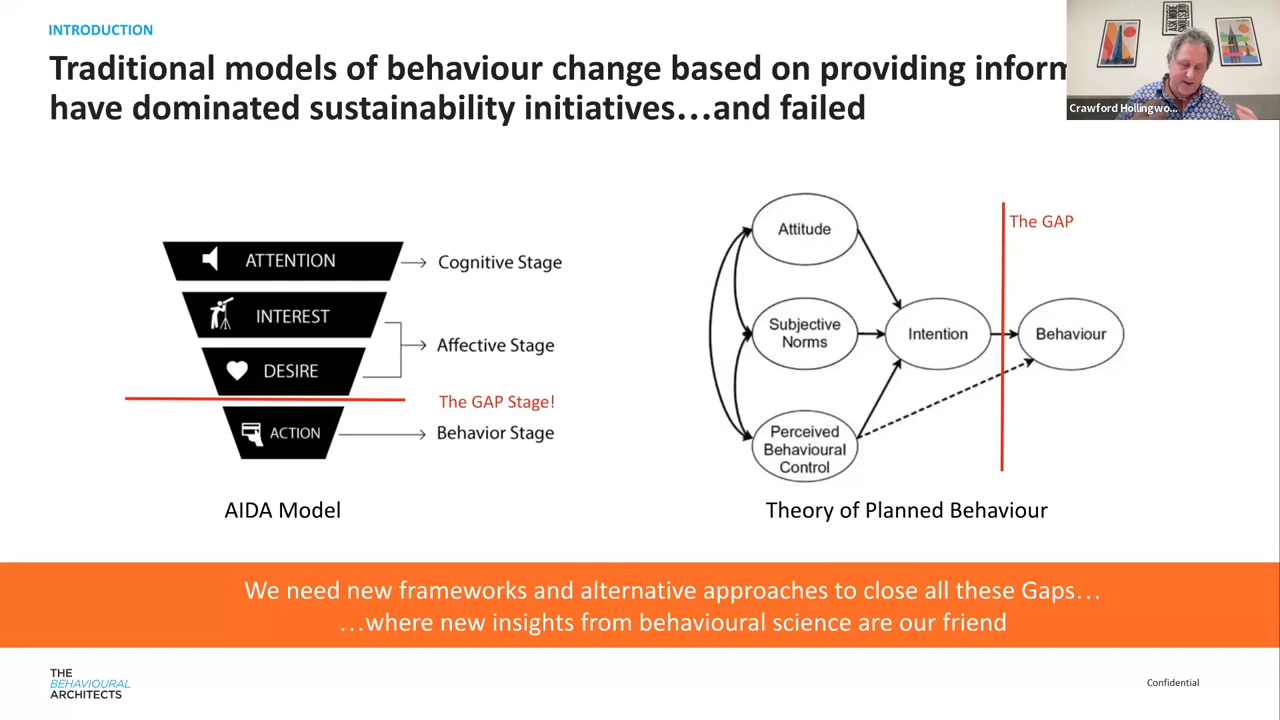 INTRODUCTION
Traditional models of behaviour change based on providing inform
have dominated sustainability initiatives…and failed
Crawford Hollingwo...
ASK MORE
QUESTIONS
ATTENTION
Cognitive Stage
INTEREST
Affective Stage
DESIRE
The GAP Stage!
ACTION
Behavior Stage
AIDA Model
The GAP
Attitude
Subjective
Norms
Intention
Behaviour
Perceived
Behavioural
Control
Theory of Planned Behaviour
We need new frameworks and alternative approaches to close all these Gaps…
…where new insights from behavioural science are our friend
THE
BEHAVIOURAL
ARCHITECTS
Confidential